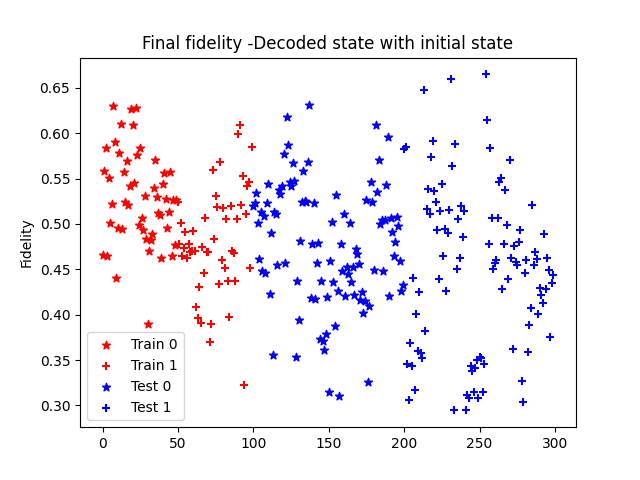 Final fidelity -Decoded state with initial state
Fidelity
0.65
0.60
0.55
0.50
0.45
0.40
0.35
0.30
0 50 100 150 200 250 300
Train 0
Train 1
Test 0
Test 1